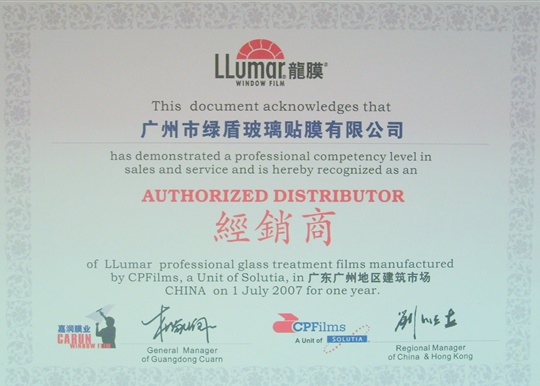 LLumar® 龍膜®
WINDOW FILM
This document acknowledges that
广州市绿盾玻璃贴膜有限公司
has demonstrated a professional competency level in
sales and service and is hereby recognized as an
AUTHORIZED DISTRIBUTOR
經銷商
of LLumar professional glass treatment films manufactured
by CPFilms, a Unit of Solutia, in 广东广州地区建筑市场
CHINA on 1 July 2007 for one year.
嘉润膜业
CARUN
WINDOW FILM
General Manager
of Guangdong Cuarn
CPFilms
A Unit of SOLUTIA
Regional Manager
of China & Hong Kong